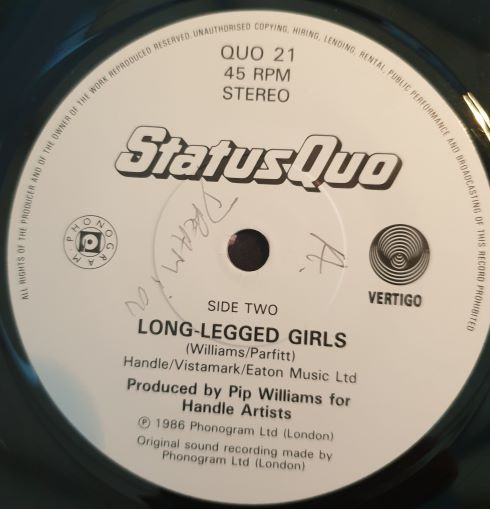 ALL RIGHTS OF THE PRODUCER AND OF THE OWNER OF THE WORK REPRODUCED RESERVED. UNAUTHORISED COPYING, HIRING, LENDING, RENTAL, PUBLIC PERFORMANCE AND BROADCASTING OF THIS RECORD PROHIBITED
QUO 21
45 RPM
STEREO
Status Quo
PHONOGRAM
VERTIGO
A.
SIDE TWO
LONG-LEGGED GIRLS
(Williams/Parfitt)
Handle/Vistamark/Eaton Music Ltd
Produced by Pip Williams for
Handle Artists
℗ 1986 Phonogram Ltd (London)
Original sound recording made by
Phonogram Ltd (London)